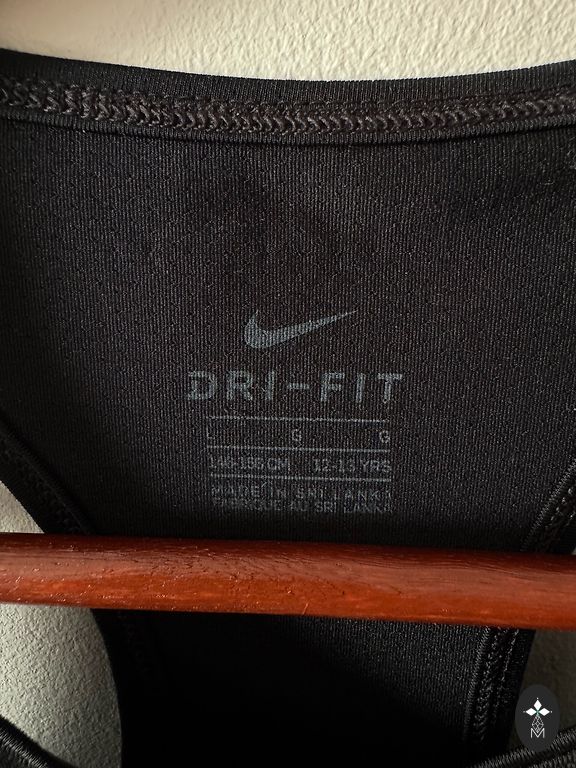 DRI-FIT
L G G
146-156 CM 12-13 YRS
MADE IN SRI LANKA
FABRIQUÉ AU SRI LANKA
M